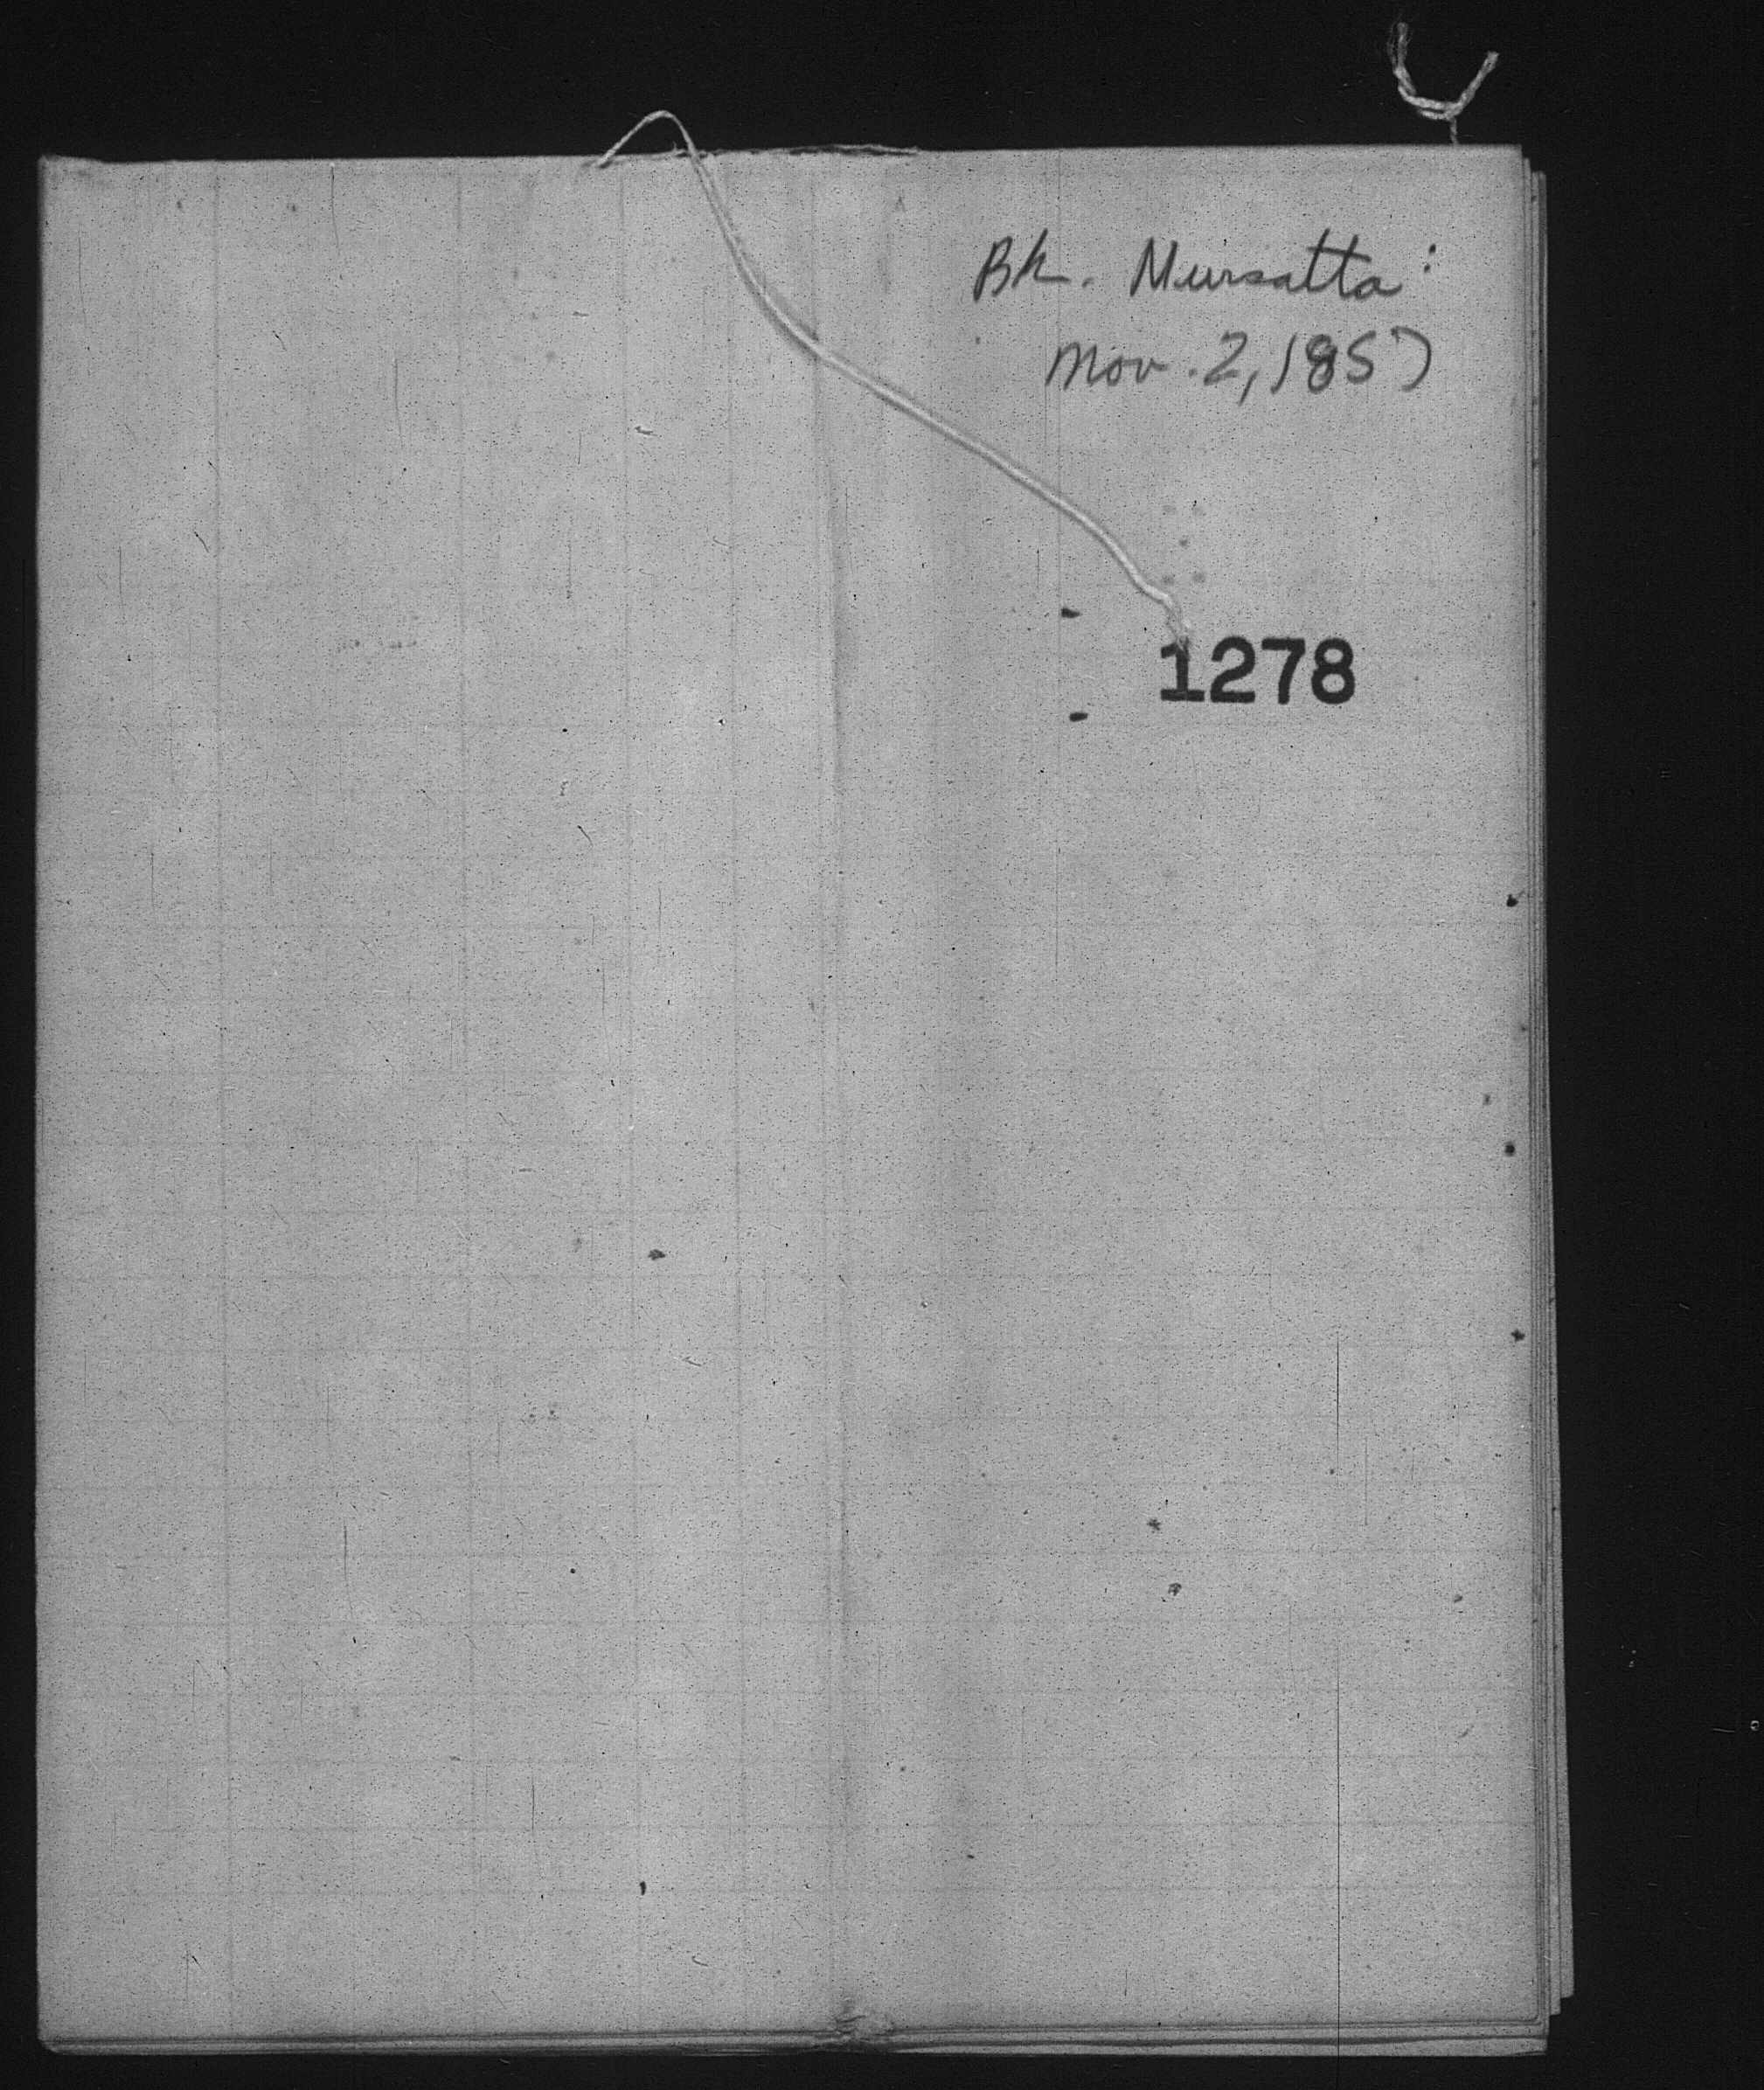 Bk. Mursatta:
Nov. 2, 1857
1278